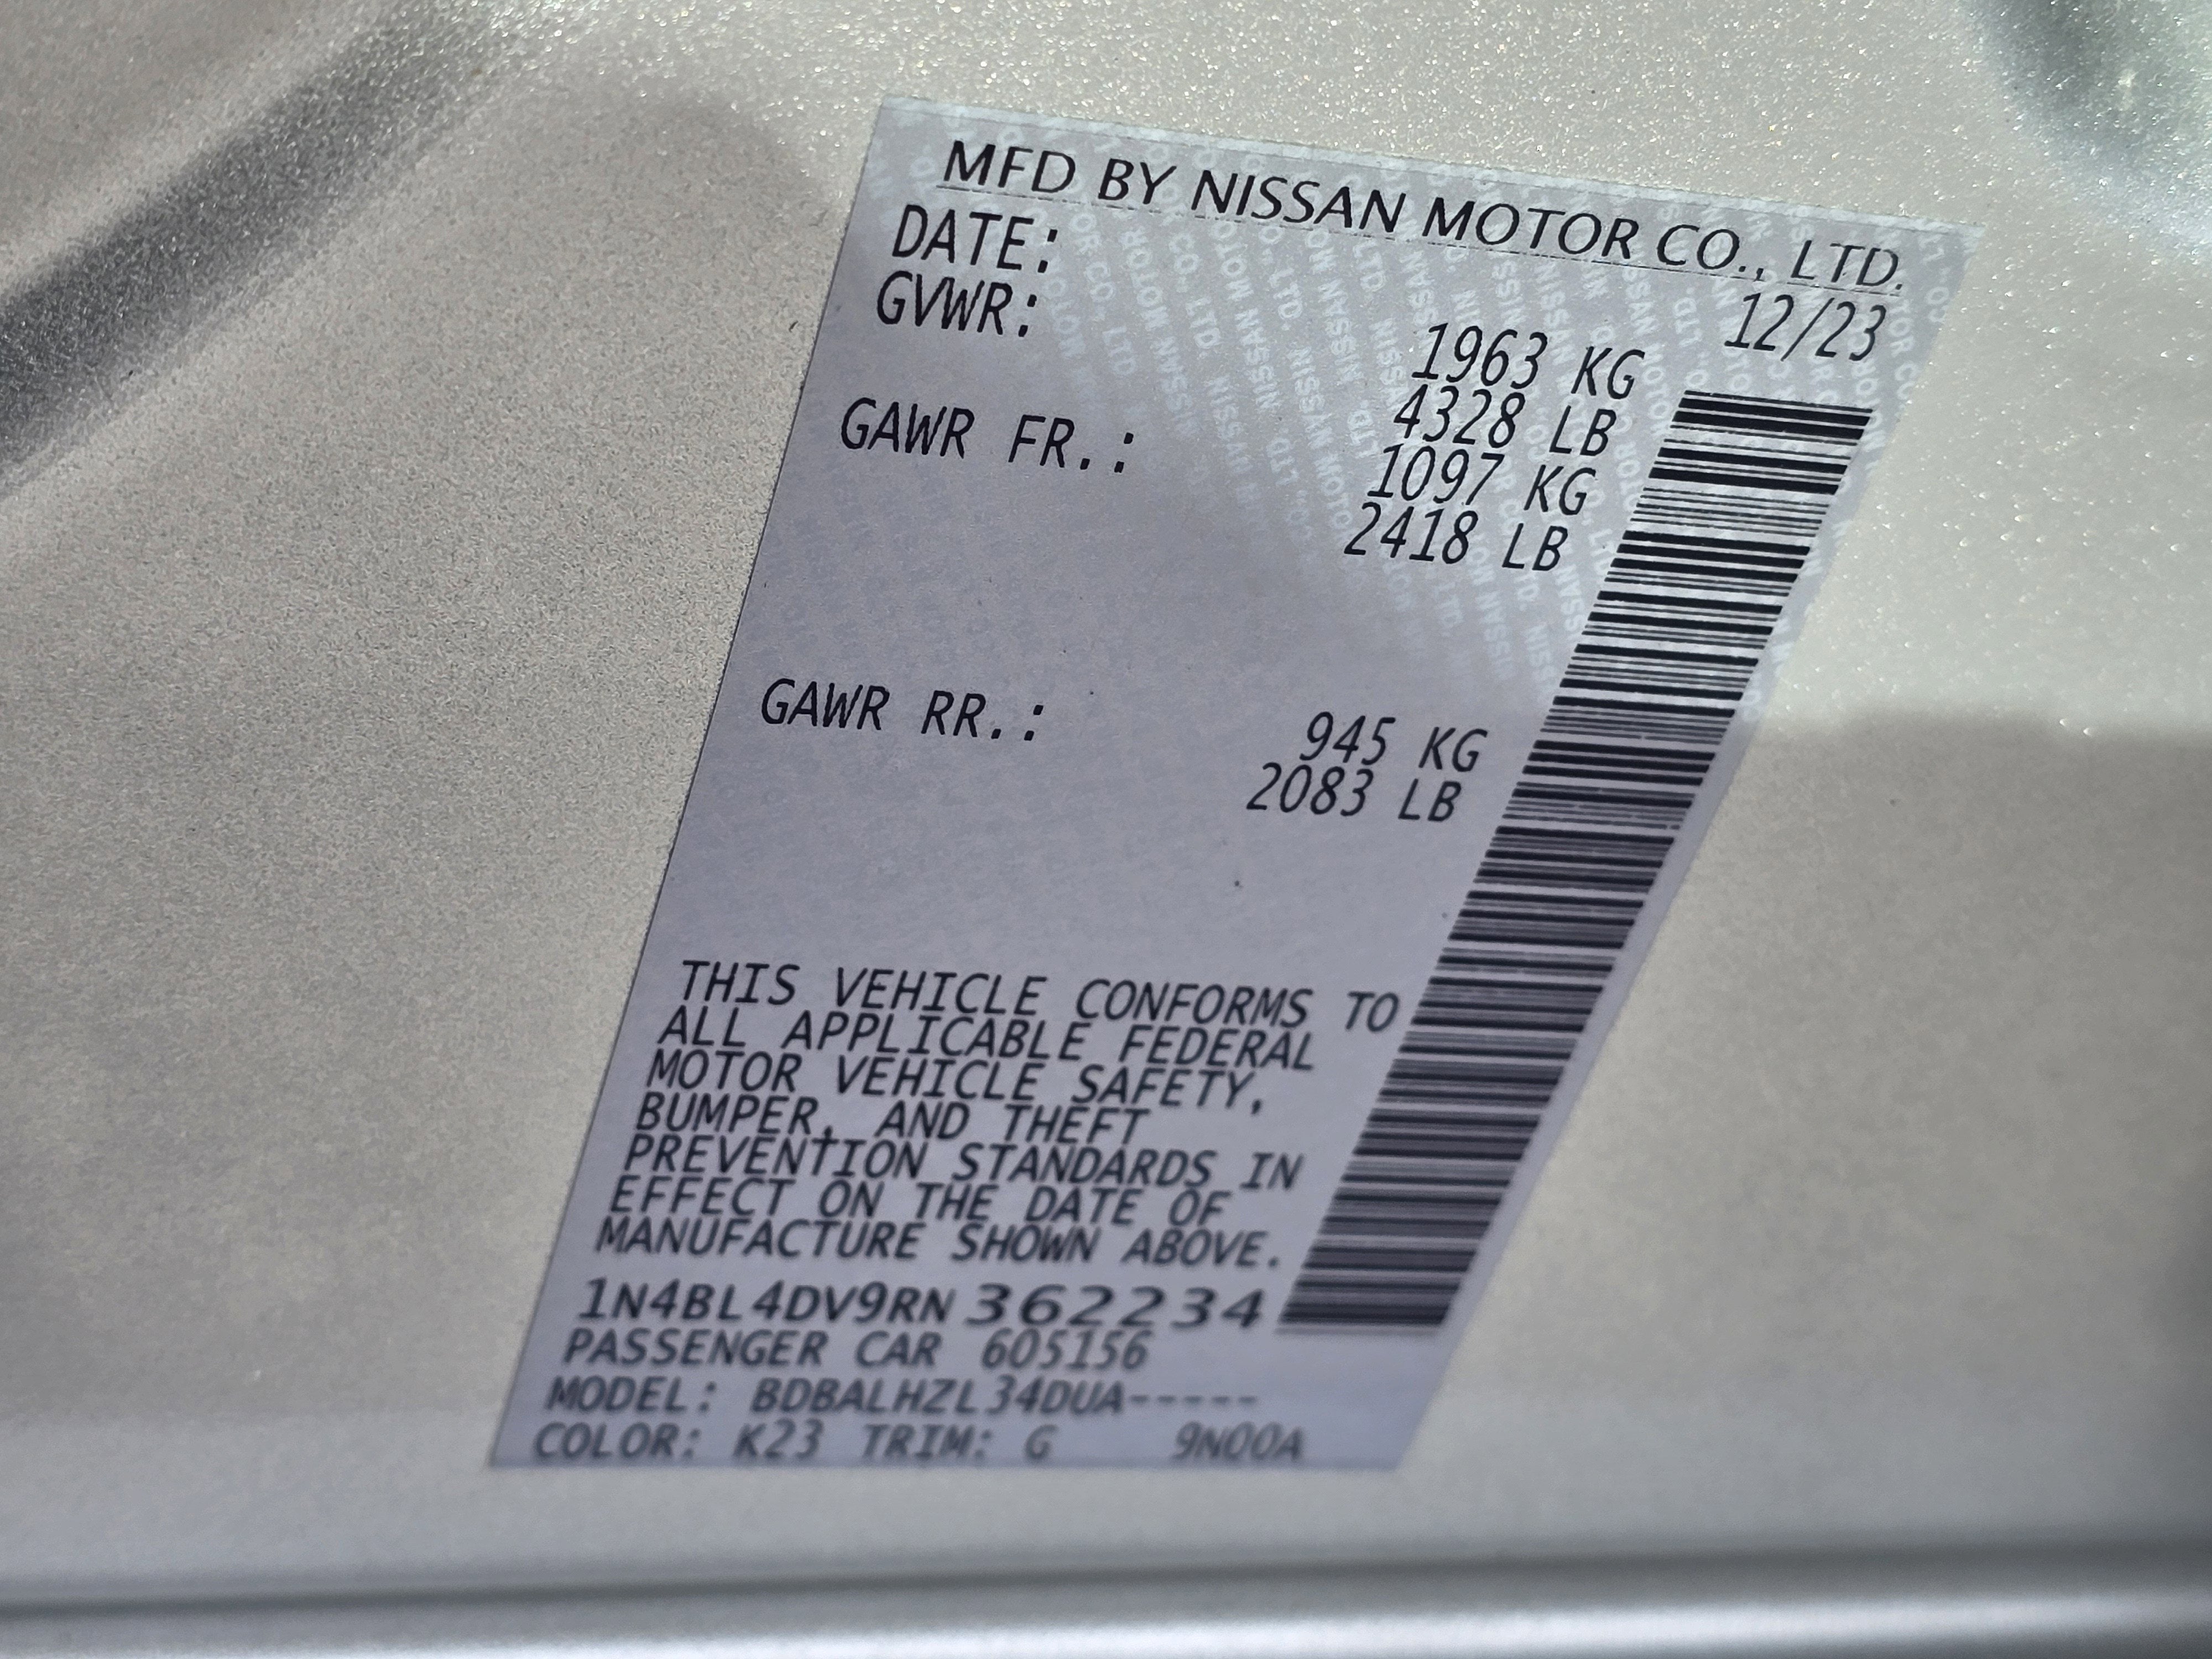 MFD BY NISSAN MOTOR CO., LTD.
DATE: 12/23
GVWR: 1963 KG
4328 LB
GAWR FR.: 1097 KG
2418 LB
GAWR RR.: 945 KG
2083 LB
THIS VEHICLE CONFORMS TO
ALL APPLICABLE FEDERAL
MOTOR VEHICLE SAFETY,
BUMPER, AND THEFT
PREVENTION STANDARDS IN
EFFECT ON THE DATE OF
MANUFACTURE SHOWN ABOVE.
1N4BL4DV9RN362234
PASSENGER CAR 605156
MODEL: BDBALHZL34DUA-----
COLOR: K23 TRIM: G 9N00A